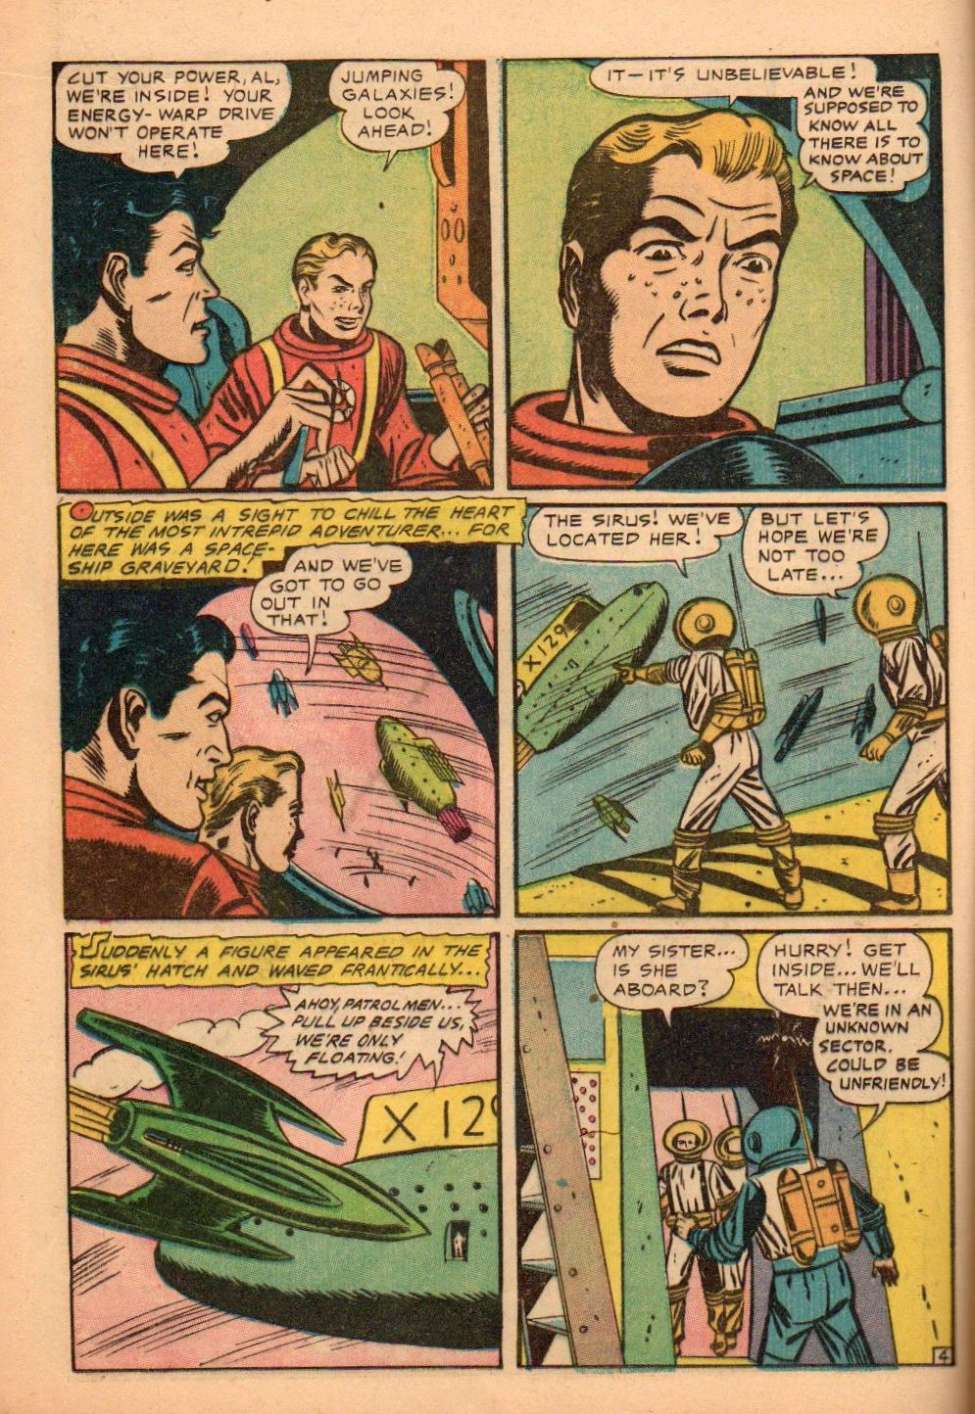 CUT YOUR POWER, AL,
WE'RE INSIDE! YOUR
ENERGY-WARP DRIVE
WON'T OPERATE
HERE!
JUMPING
GALAXIES!
LOOK
AHEAD!
IT-IT'S UNBELIEVABLE!
AND WE'RE
SUPPOSED TO
KNOW ALL
THERE IS TO
KNOW ABOUT
SPACE!
OUTSIDE WAS A SIGHT TO CHILL THE HEART
OF THE MOST INTREPID ADVENTURER... FOR
HERE WAS A SPACE-
SHIP GRAVEYARD!
AND WE'VE
GOT TO GO
OUT IN
THAT!
THE SIRUS! WE'VE
LOCATED HER!
BUT LET'S
HOPE WE'RE
NOT TOO
LATE...
X129
SUDDENLY A FIGURE APPEARED IN THE
SIRUS' HATCH AND WAVED FRANTICALLY...
AHOY, PATROLMEN...
PULL UP BESIDE US,
WE'RE ONLY
FLOATING!
X 129
MY SISTER...
IS SHE
ABOARD?
HURRY! GET
INSIDE... WE'LL
TALK THEN...
WE'RE IN AN
UNKNOWN
SECTOR.
COULD BE
UNFRIENDLY!
4